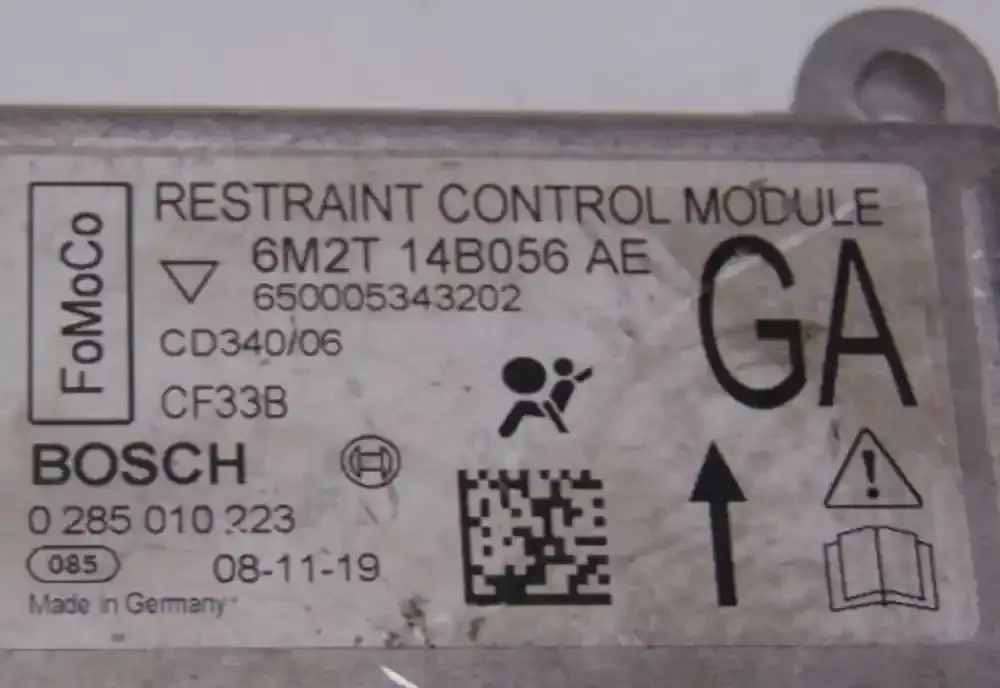 FoMoCo
RESTRAINT CONTROL MODULE
6M2T 14B056 AE
650005343202
CD340/06
CF33B
GA
BOSCH
0 285 010 223
085 08-11-19
Made in Germany